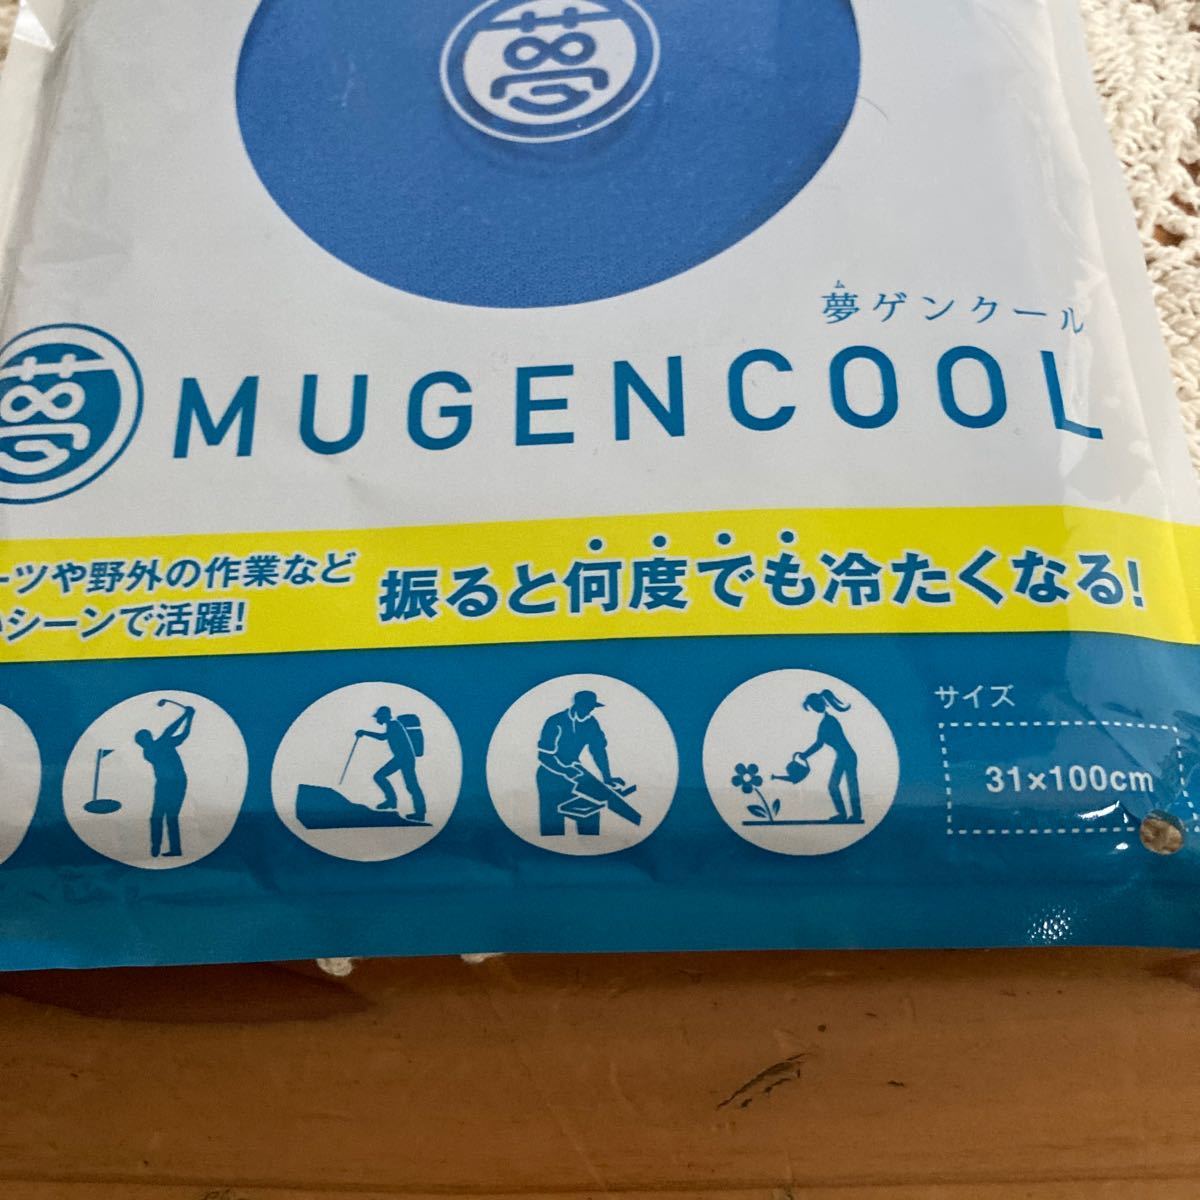 夢
ム
夢ゲンクール
夢 MUGENCOOL
ーツや野外の作業など
いシーンで活躍!
振ると何度でも冷たくなる!
サイズ
31×100cm